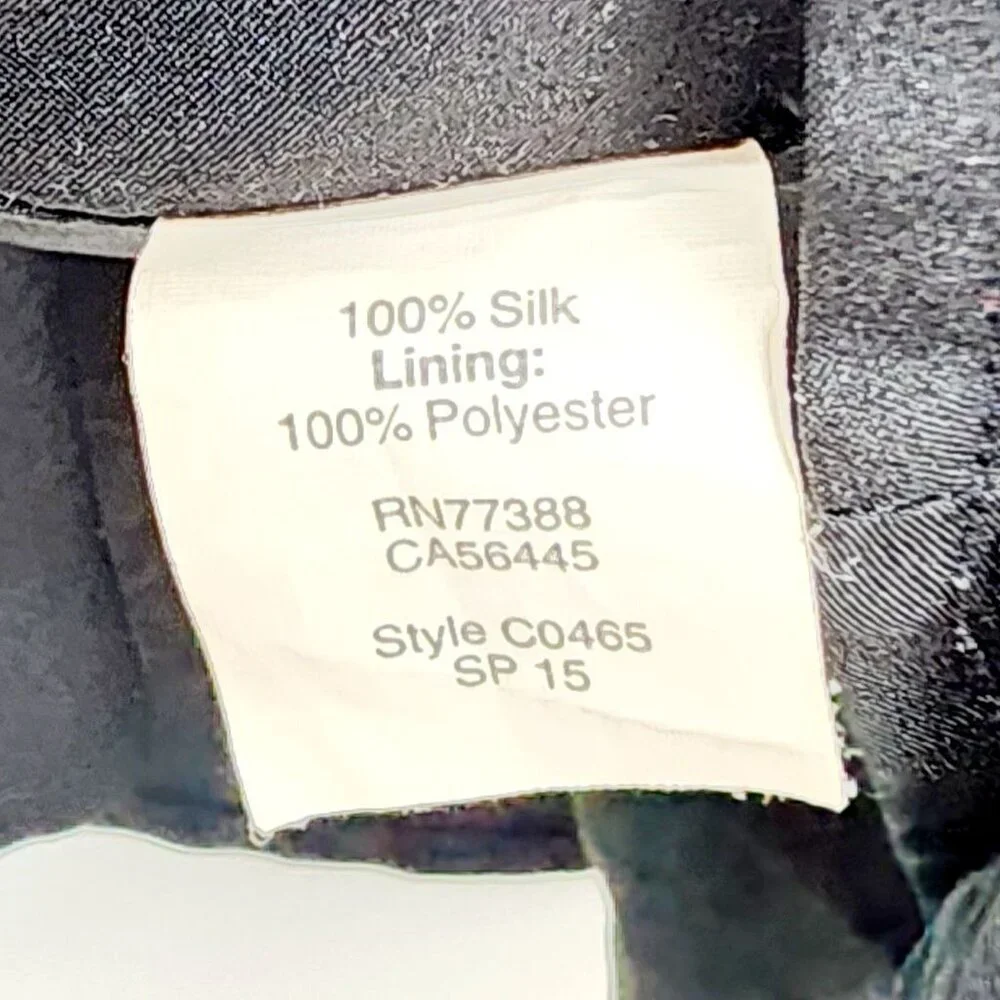 100% Silk
Lining:
100% Polyester
RN77388
CA56445
Style C0465
SP 15